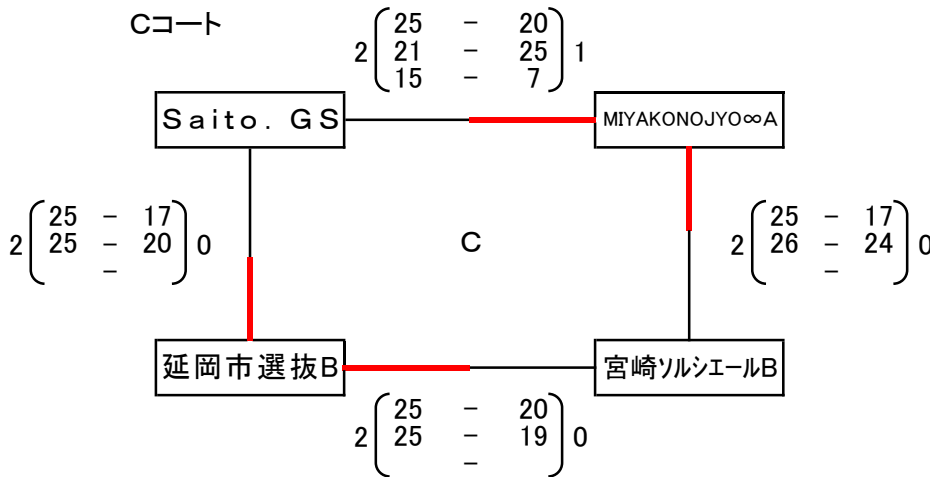 Cコート
2 25 - 20 1
21 - 25
15 - 7
Saito. GS
MIYAKONOJYO∞A
2 25 - 17 0
25 - 20
-
C
2 25 - 17 0
26 - 24
-
延岡市選抜B
宮崎ソルシエールB
2 25 - 20 0
25 - 19
-